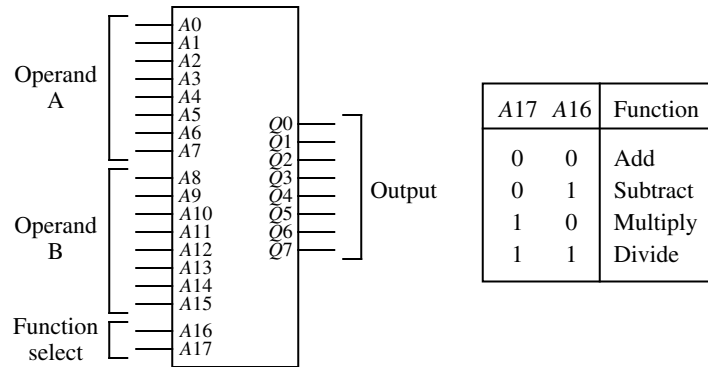 Operand
A
A0
A1
A2
A3
A4
A5
A6
A7
Operand
B
A8
A9
A10
A11
A12
A13
A14
A15
Function
select
A16
A17
Q0
Q1
Q2
Q3
Q4
Q5
Q6
Q7
Output
A17 A16 Function
0 0 Add
0 1 Subtract
1 0 Multiply
1 1 Divide